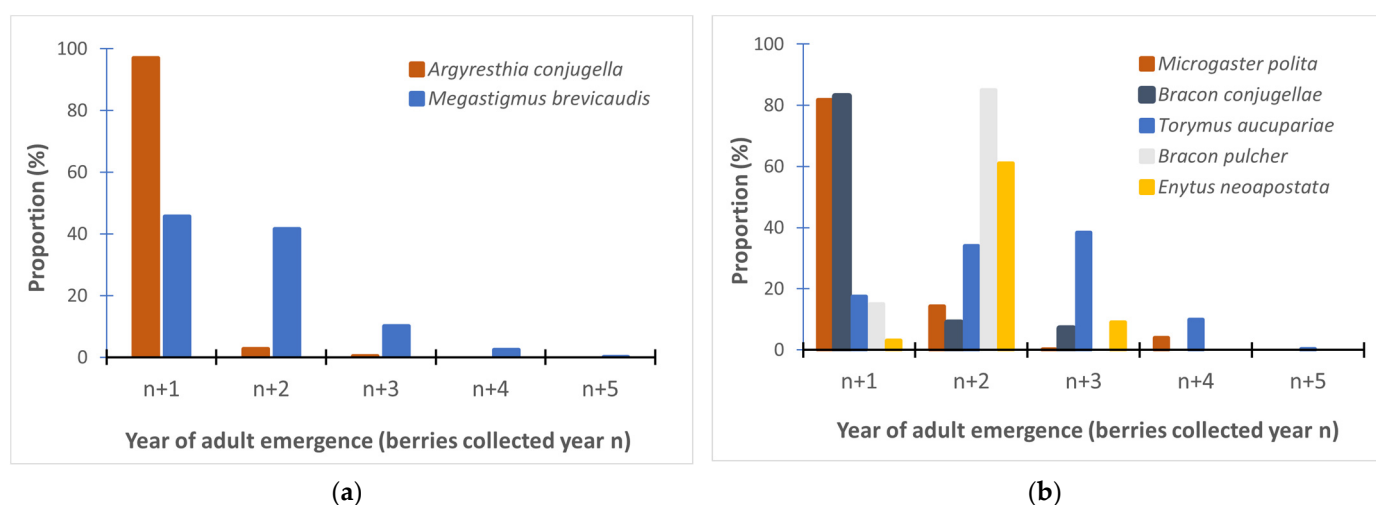 100
80
60
40
20
0
Proportion (%)
Argyresthia conjugella
Megastigmus brevicaudis
n+1 n+2 n+3 n+4 n+5
Year of adult emergence (berries collected year n)
(a)
100
80
60
40
20
0
Proportion (%)
Microgaster polita
Bracon conjugellae
Torymus aucupariae
Bracon pulcher
Enytus neoapostata
n+1 n+2 n+3 n+4 n+5
Year of adult emergence (berries collected year n)
(b)